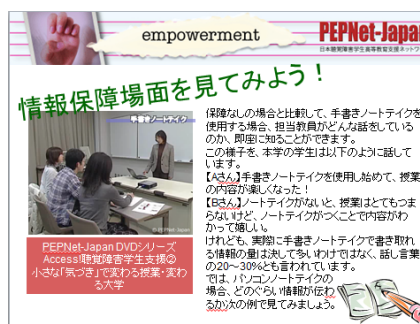 empowerment
PEPNet-Japan
日本聴覚障害学生高等教育支援ネットワ
情報保障場面を見てみよう！
手書きノートテイク
© PEPNet-Japan
保障なしの場合と比較して、手書きノートテイクを
使用する場合、担当教員がどんな話をしている
のか、即座に知ることができます。
この様子を、本学の学生は以下のように話して
います。
【Aさん】手書きノートテイクを使用し始めて、授業
の内容が楽しくなった！
【Bさん】ノートテイクがないと、授業はとてもつま
らないけど、ノートテイクがつくことで内容がわ
かって嬉しい。
けれども、実際に手書きノートテイクで書き取れ
る情報の量は決して多いわけではなく、話し言葉
の20～30%とも言われています。
では、パソコンノートテイクの
場合、どのぐらい情報が伝わ
るか次の例で見てみましょう。
PEPNet-Japan DVDシリーズ
Access!聴覚障害学生支援②
小さな「気づき」で変わる授業・変わ
る大学